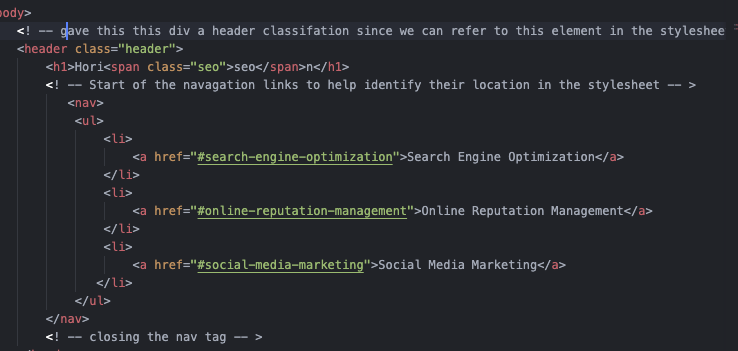 ody>
<! -- gave this this div a header classifation since we can refer to this element in the styleshee
<header class="header">
<h1>Hori<span class="seo">seo</span>n</h1>
<! -- Start of the navagation links to help identify their location in the stylesheet -- >
<nav>
<ul>
<li>
<a href="#search-engine-optimization">Search Engine Optimization</a>
</li>
<li>
<a href="#online-reputation-management">Online Reputation Management</a>
</li>
<li>
<a href="#social-media-marketing">Social Media Marketing</a>
</li>
</ul>
</nav>
<! -- closing the nav tag -- >